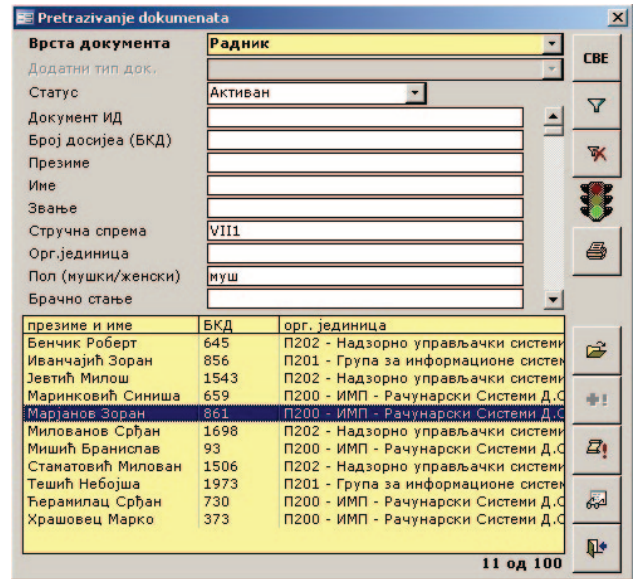 Pretrazivanje dokumenata
Врста документа Радник
СВЕ
Додатни тип док.
Статус Активан
Документ ИД
Број досијеа (БКД)
Презиме
Име
Звање
Стручна спрема VII1
Орг.јединица
Пол (мушки/женски) муш
Брачно стање
презиме и име БКД орг. јединица
Бенчик Роберт 645 П202 - Надзорно управљачки системи
Иванчајић Зоран 856 П201 - Група за информационе систем
Јевтић Милош 1543 П202 - Надзорно управљачки системи
Маринковић Синиша 659 П200 - ИМП - Рачунарски Системи Д.О
Марјанов Зоран 861 П200 - ИМП - Рачунарски Системи Д.О
Милованов Срђан 1698 П202 - Надзорно управљачки системи
Мишић Бранислав 93 П200 - ИМП - Рачунарски Системи Д.О
Стаматовић Милован 1506 П202 - Надзорно управљачки системи
Тешић Небојша 1973 П201 - Група за информационе систем
Ћерамилац Срђан 730 П200 - ИМП - Рачунарски Системи Д.О
Храшовец Марко 373 П200 - ИМП - Рачунарски Системи Д.О
11 од 100